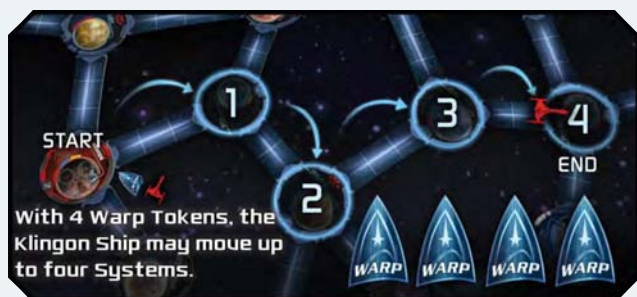 START
1
2
3
4
END
With 4 Warp Tokens, the
Klingon Ship may move up
to four Systems.
WARP
WARP
WARP
WARP